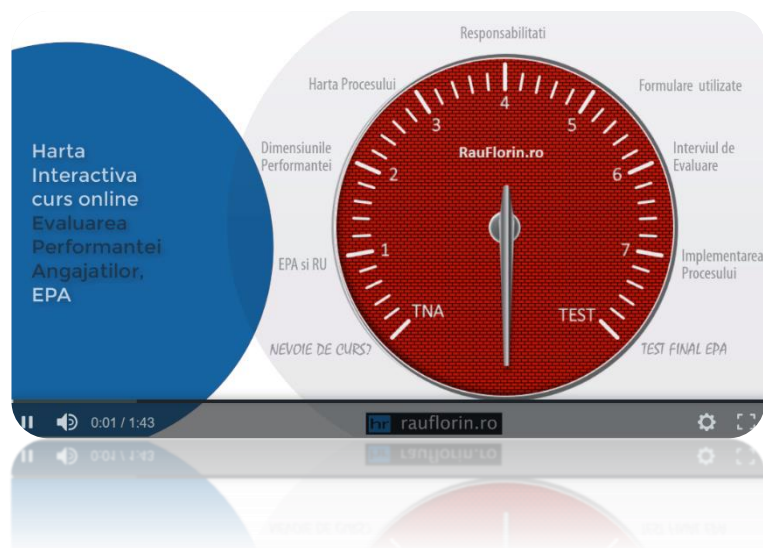 Harta
Interactiva
curs online
Evaluarea
Performantei
Angajatilor,
EPA
Responsabilitati
Harta Procesului
Formulare utilizate
Dimensiunile
Performantei
Interviul de
Evaluare
EPA si RU
Implementarea
Procesului
NEVOIE DE CURS?
TEST FINAL EPA
RauFlorin.ro
TNA
1
2
3
4
5
6
7
TEST
0:01 / 1:43
hr rauflorin.ro